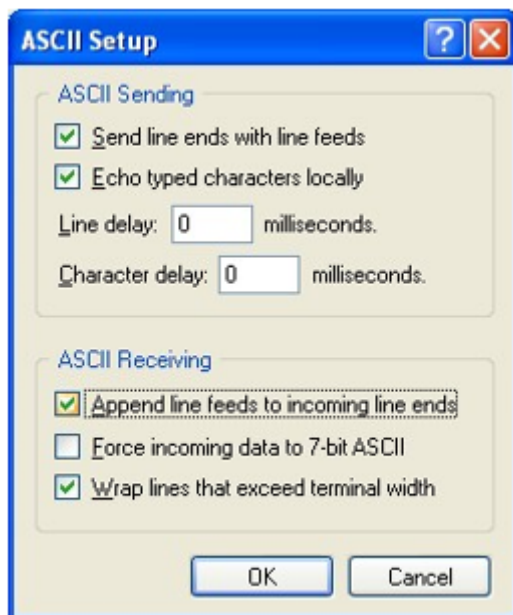 ASCII Setup
ASCII Sending
Send line ends with line feeds
Echo typed characters locally
Line delay: 0 milliseconds.
Character delay: 0 milliseconds.
ASCII Receiving
Append line feeds to incoming line ends
Force incoming data to 7-bit ASCII
Wrap lines that exceed terminal width
OK Cancel